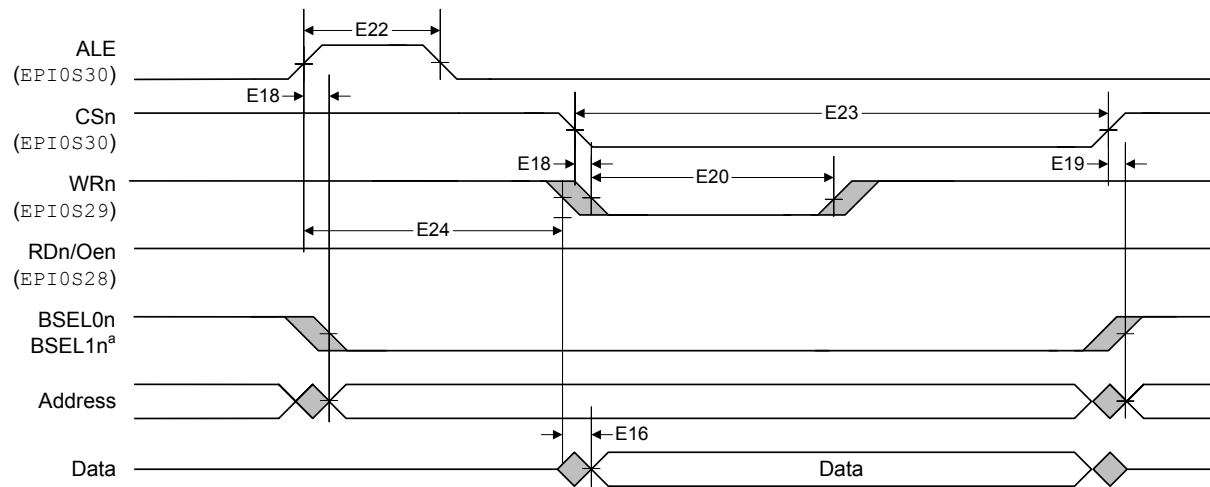 E22
ALE
(EPI0S30)
E18
CSn
E23
(EPI0S30)
E18
E19
E20
WRn
(EPI0S29)
E24
RDn/Oen
(EPI0S28)
BSEL0n
BSEL1nᵃ
Address
E16
Data
Data